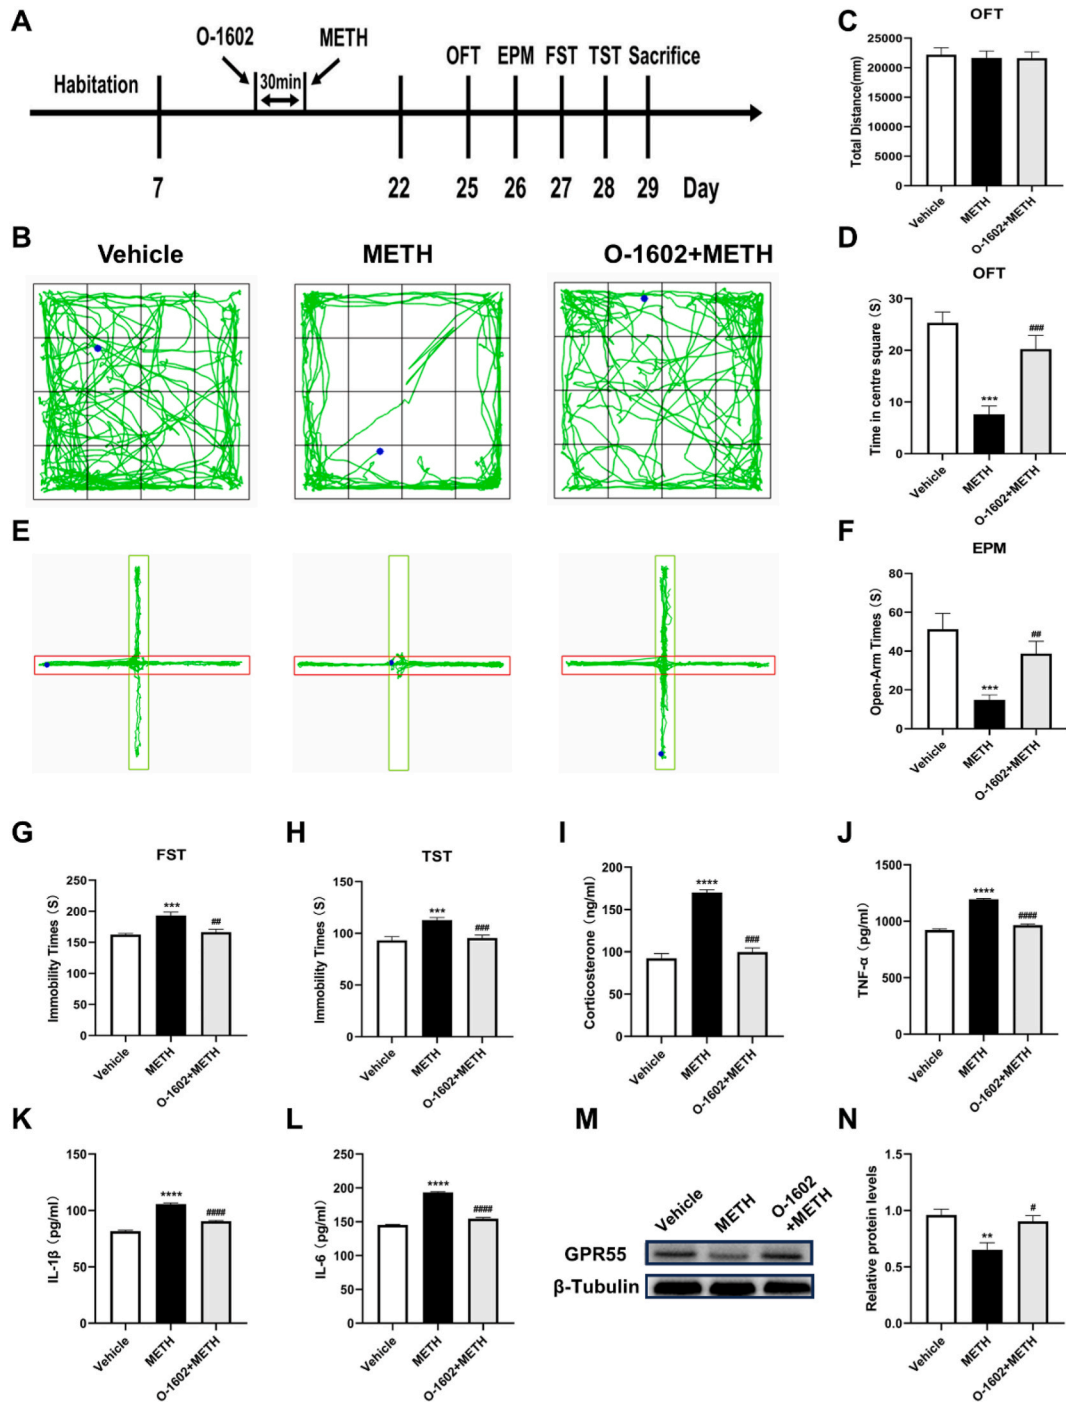 A
O-1602
METH
30min
Habitation
OFT EPM FST TST Sacrifice
7 22 25 26 27 28 29 Day
B
Vehicle METH O-1602+METH
C
OFT
Total Distance(mm)
25000
20000
15000
10000
5000
0
Vehicle
METH
O-1602+METH
D
OFT
Time in centre square（S）
30
20
10
0
***
###
Vehicle
METH
O-1602+METH
E
F
EPM
Open-Arm Times（S）
80
60
40
20
0
***
##
Vehicle
METH
O-1602+METH
G
FST
Immobility Times（S）
250
200
150
100
50
0
***
##
Vehicle
METH
O-1602+METH
H
TST
Immobility Times（S）
150
100
50
0
***
###
Vehicle
METH
O-1602+METH
I
Corticosterone（ng/ml）
200
150
100
50
0
****
###
Vehicle
METH
O-1602+METH
J
TNF-α（pg/ml）
1500
1000
500
0
****
####
Vehicle
METH
O-1602+METH
K
IL-1β（pg/ml）
150
100
50
0
****
####
Vehicle
METH
O-1602+METH
L
IL-6（pg/ml）
250
200
150
100
50
0
****
####
Vehicle
METH
O-1602+METH
M
Vehicle
METH
O-1602
+METH
GPR55
β-Tubulin
N
Relative protein levels
1.5
1.0
0.5
0.0
**
#
Vehicle
METH
O-1602+METH